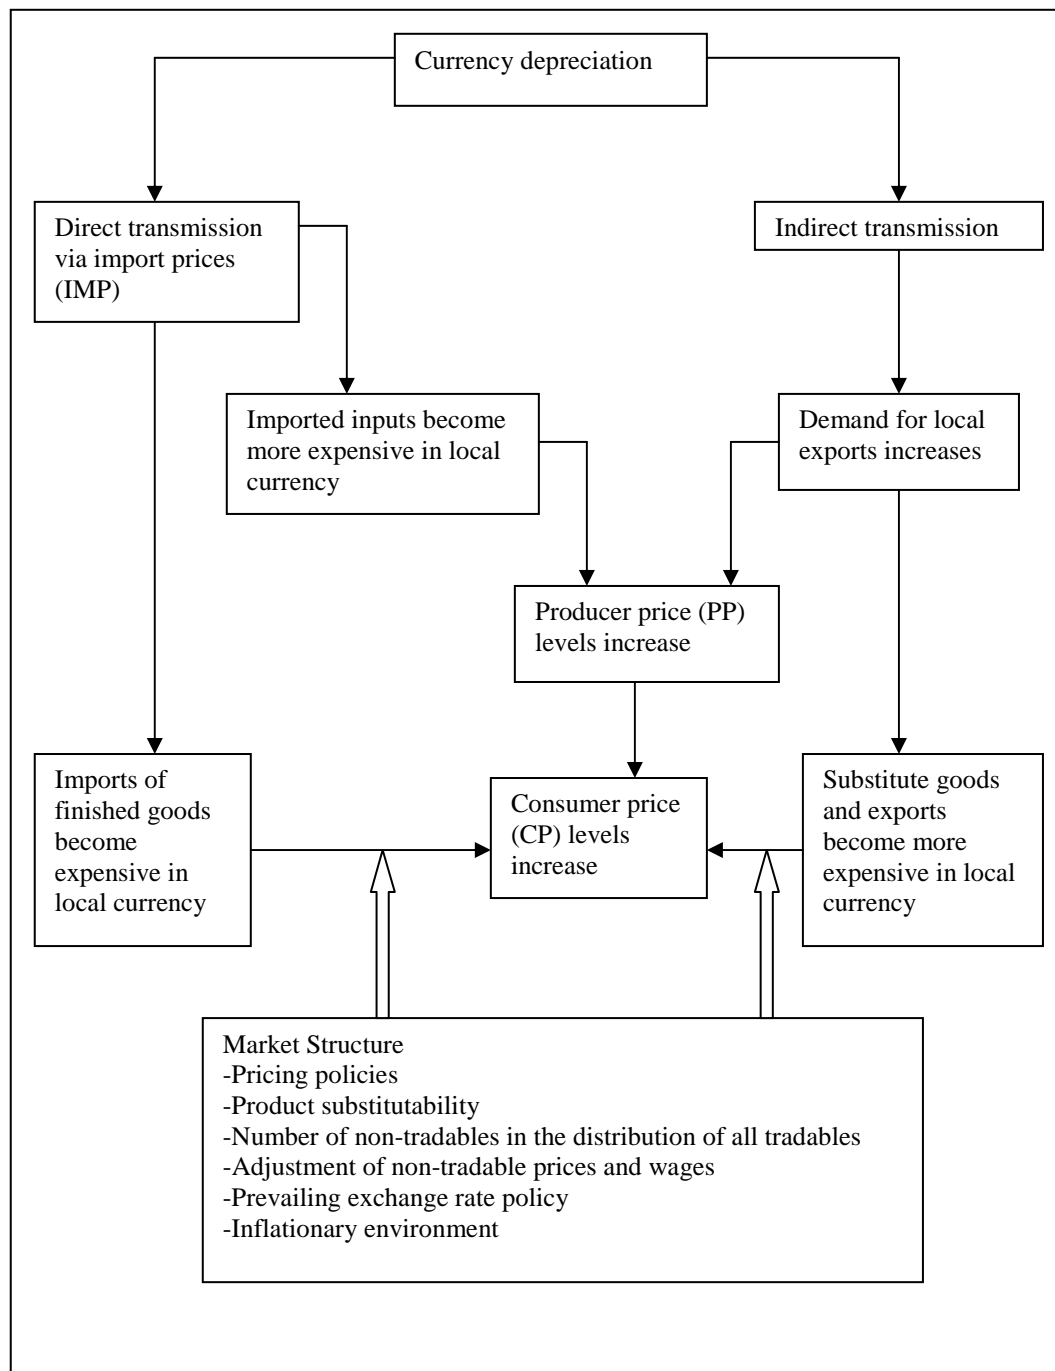 Currency depreciation
Direct transmission
via import prices
(IMP)
Indirect transmission
Imported inputs become
more expensive in local
currency
Demand for local
exports increases
Producer price (PP)
levels increase
Imports of
finished goods
become
expensive in
local currency
Consumer price
(CP) levels
increase
Substitute goods
and exports
become more
expensive in local
currency
Market Structure
-Pricing policies
-Product substitutability
-Number of non-tradables in the distribution of all tradables
-Adjustment of non-tradable prices and wages
-Prevailing exchange rate policy
-Inflationary environment